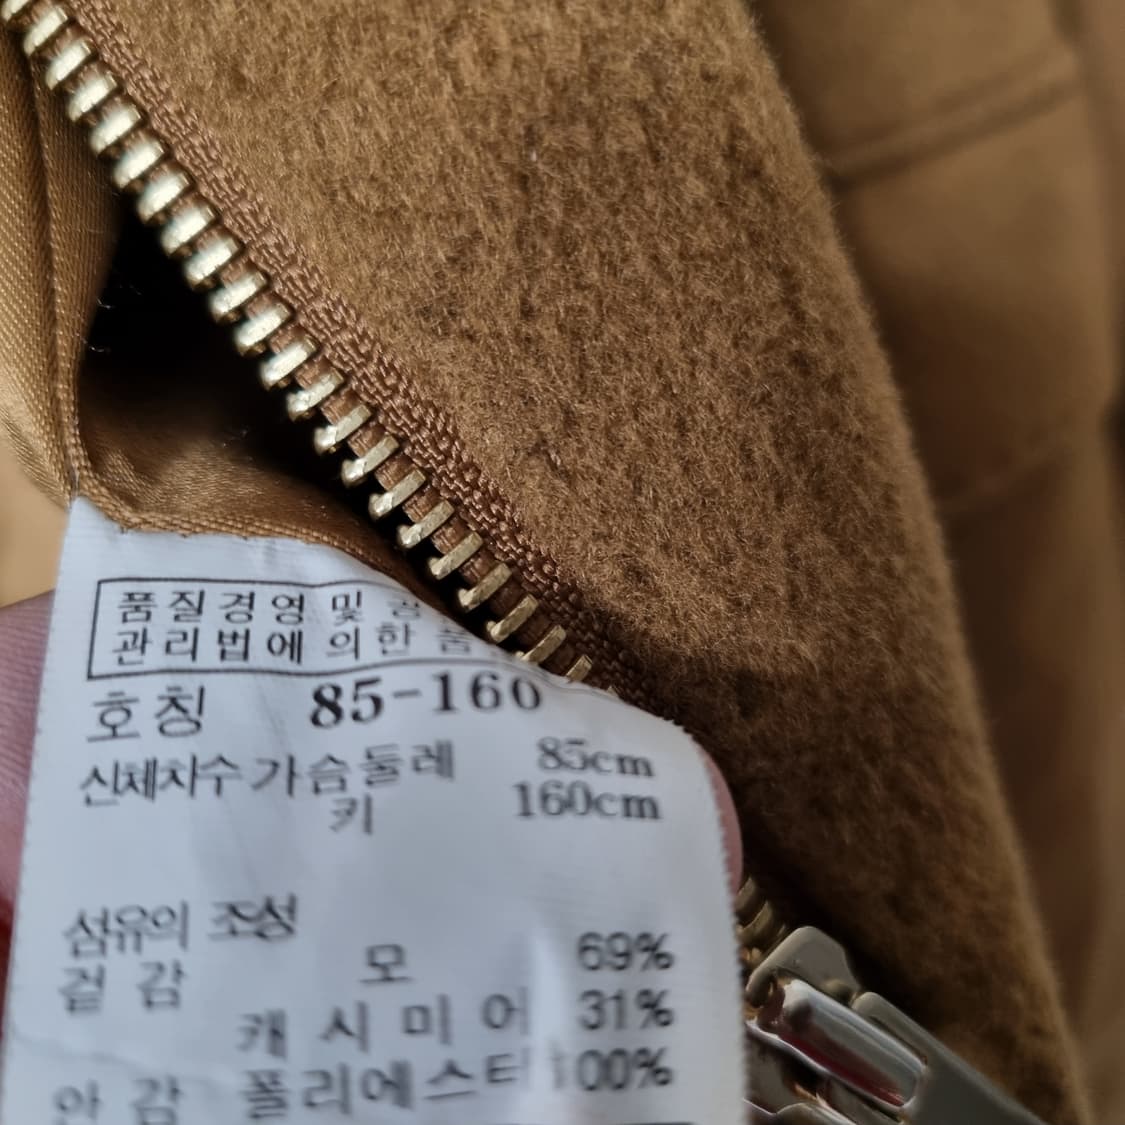 품질경영및
관리법에 의한
호칭 85-160
신체치수 가슴둘레 85cm
키 160cm
섬유의 조성
겉감 모 69%
캐시미어 31%
안감 폴리에스터 100%